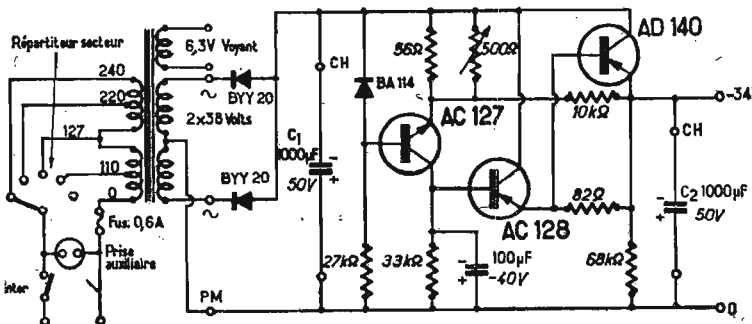 Répartiteur secteur
240
220
127
110
0
Fus. 0,6A
Prise
auxiliaire
Inter
6,3V Voyant
BYY 20
~
2x38 Volts
BYY 20
~
PM
CH
C1
1000µF
50V
-
+
BA 114
56Ω
500Ω
AC 127
27kΩ
33kΩ
100µF
-40V
-
+
AC 128
AD 140
10kΩ
82Ω
68kΩ
-34
CH
C2 1000µF
50V
-
+
0